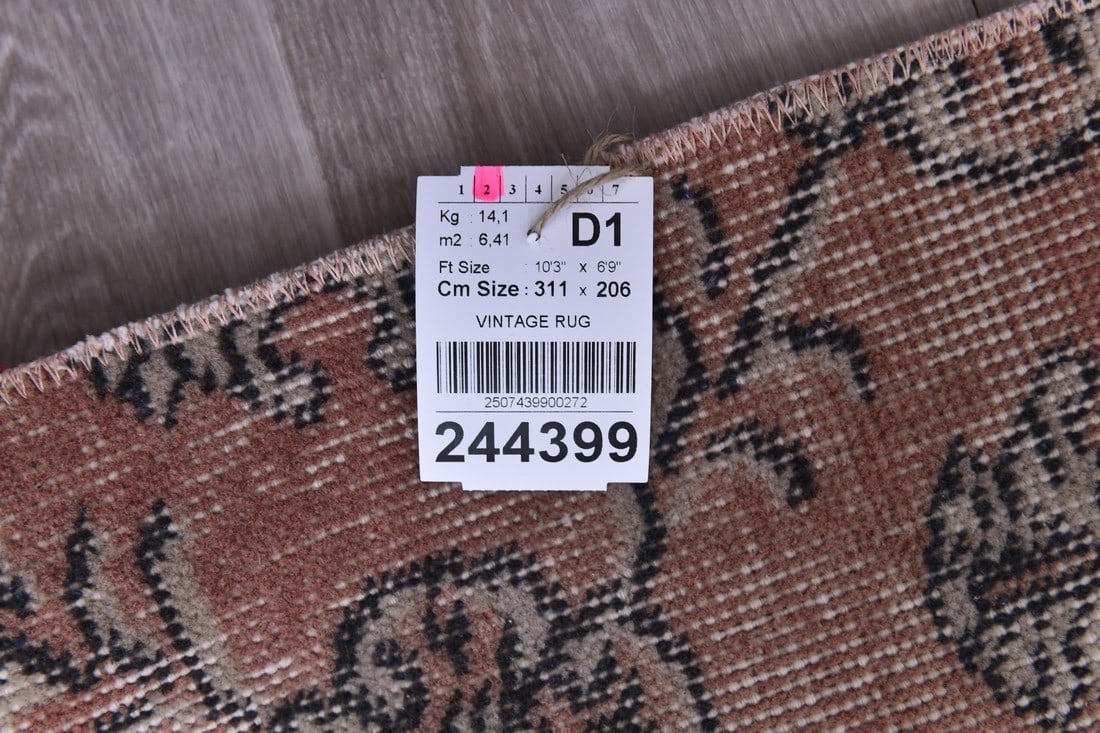 1 2 3 4 5 6 7
Kg : 14,1
m2 : 6,41
D1
Ft Size : 10'3" x 6'9"
Cm Size : 311 x 206
VINTAGE RUG
2507439900272
244399